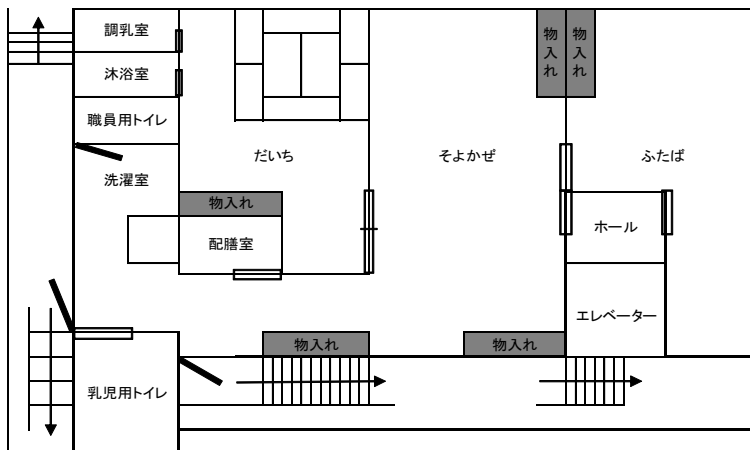 調乳室
沐浴室
職員用トイレ
洗濯室
だいち
そよかぜ
ふたば
物入れ
物入れ
物入れ
配膳室
ホール
エレベーター
物入れ
物入れ
乳児用トイレ